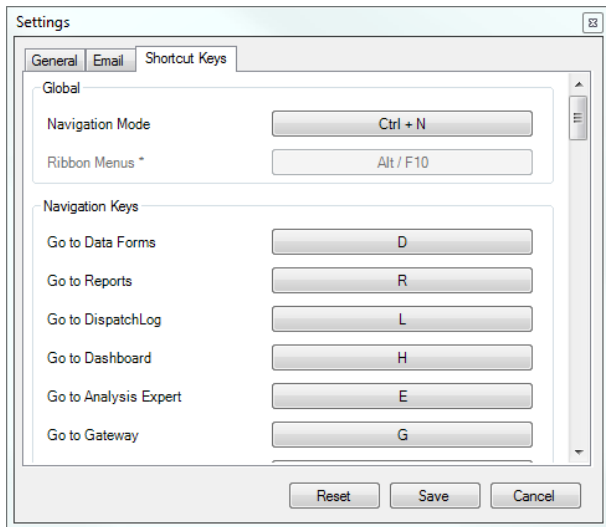 Settings
General Email Shortcut Keys
Global
Navigation Mode Ctrl + N
Ribbon Menus * Alt / F10
Navigation Keys
Go to Data Forms D
Go to Reports R
Go to DispatchLog L
Go to Dashboard H
Go to Analysis Expert E
Go to Gateway G
Reset Save Cancel